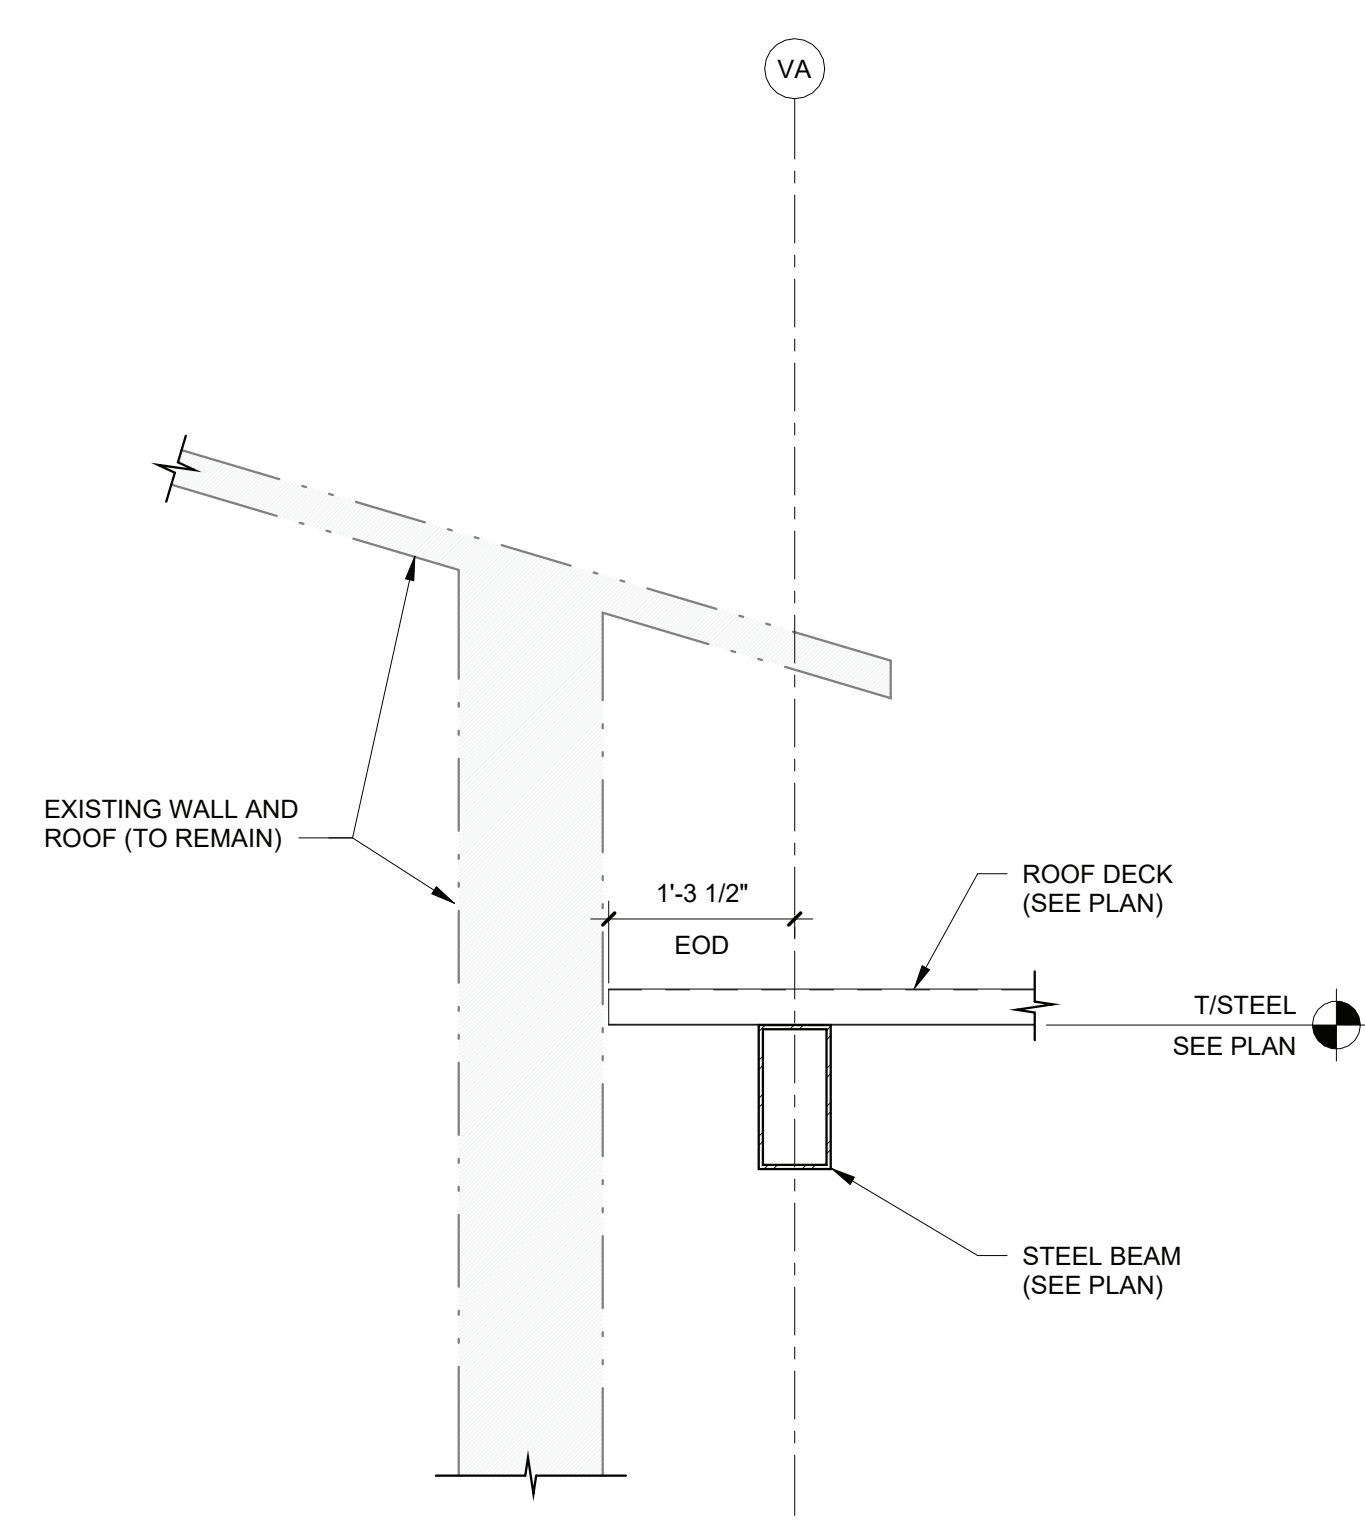 VA
EXISTING WALL AND
ROOF (TO REMAIN)
1'-3 1/2"
EOD
ROOF DECK
(SEE PLAN)
T/STEEL
SEE PLAN
STEEL BEAM
(SEE PLAN)